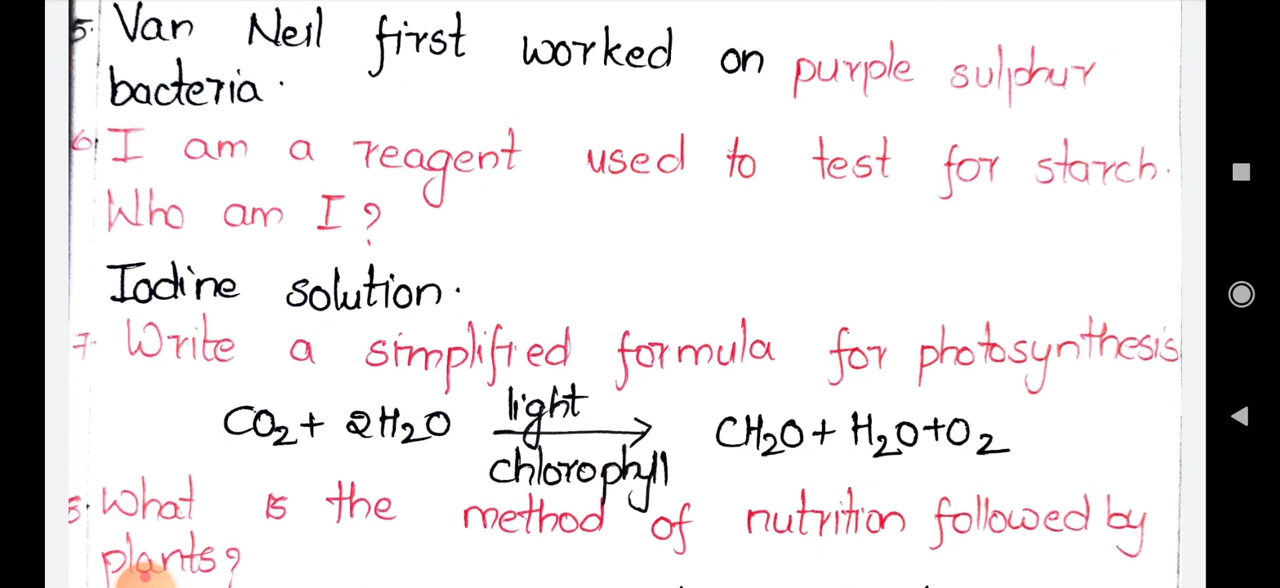 5. Van Neil first worked on purple sulphur
bacteria.
6. I am a reagent used to test for starch.
Who am I?
Iodine solution.
7. Write a simplified formula for photosynthesis
light
CO2 + 2H2O → CH2O + H2O + O2
chlorophyll
8. What is the method of nutrition followed by
plants?